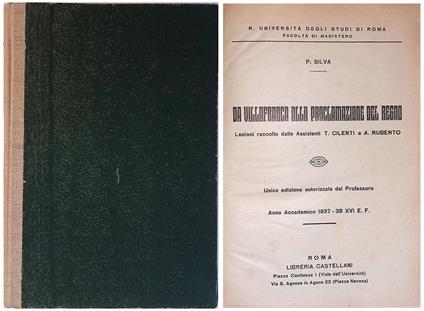 R. UNIVERSITÀ DEGLI STUDI DI ROMA
FACOLTÀ DI MAGISTERO
P. SILVA
DA VILLAFRANCA ALLA PROCLAMAZIONE DEL REGNO
Lezioni raccolte dalle Assistenti T. CILENTI e A. RUBERTO
Unica edizione autorizzata dal Professore
Anno Accademico 1937 - 38 XVI E. F.
ROMA
LIBRERIA CASTELLANI
Piazza Confienza 1 (Viale dell'Università)
Via S. Agnese in Agone 22 (Piazza Navona)